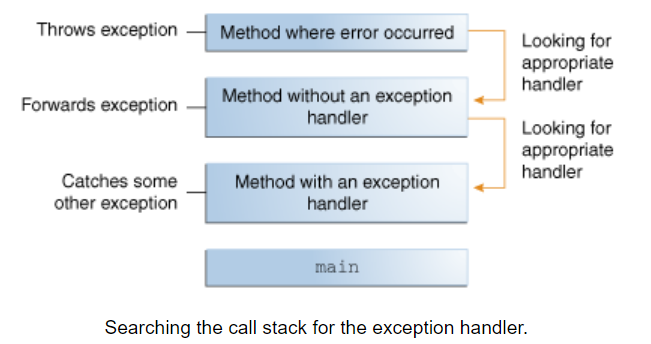 Throws exception
Method where error occurred
Looking for
appropriate
handler
Forwards exception
Method without an exception
handler
Looking for
appropriate
handler
Catches some
other exception
Method with an exception
handler
main
Searching the call stack for the exception handler.